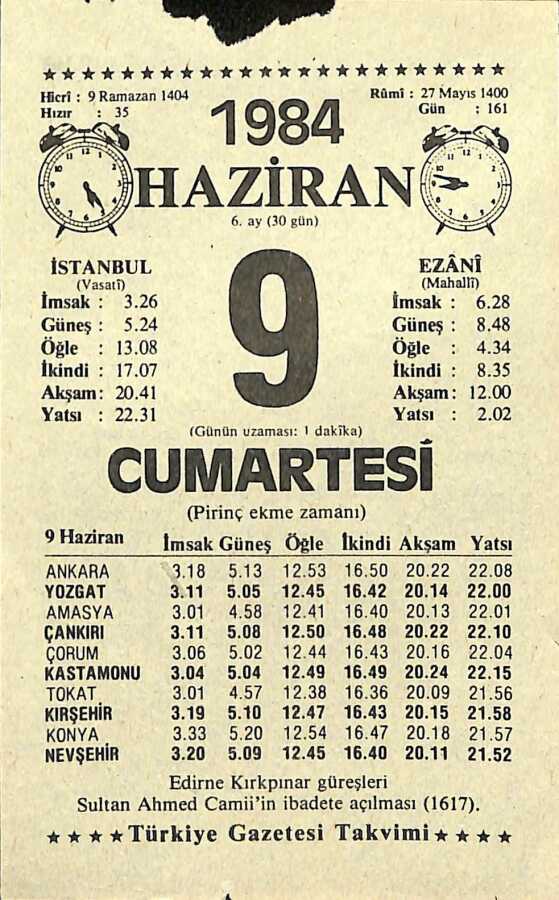 ★★★★★★★★★★★★★★★★★★★★★★★★
Hicrî : 9 Ramazan 1404
Hızır : 35
1984
Rûmî : 27 Mayıs 1400
Gün : 161
HAZİRAN
6. ay (30 gün)
İSTANBUL
(Vasatî)
İmsak : 3.26
Güneş : 5.24
Öğle : 13.08
İkindi : 17.07
Akşam: 20.41
Yatsı : 22.31
9
EZÂNÎ
(Mahallî)
İmsak : 6.28
Güneş : 8.48
Öğle : 4.34
İkindi : 8.35
Akşam: 12.00
Yatsı : 2.02
(Günün uzaması: 1 dakîka)
CUMARTESİ
(Pirinç ekme zamanı)
9 Haziran İmsak Güneş Öğle İkindi Akşam Yatsı
ANKARA 3.18 5.13 12.53 16.50 20.22 22.08
YOZGAT 3.11 5.05 12.45 16.42 20.14 22.00
AMASYA 3.01 4.58 12.41 16.40 20.13 22.01
ÇANKIRI 3.11 5.08 12.50 16.48 20.22 22.10
ÇORUM 3.06 5.02 12.44 16.43 20.16 22.04
KASTAMONU 3.04 5.04 12.49 16.49 20.24 22.15
TOKAT 3.01 4.57 12.38 16.36 20.09 21.56
KIRŞEHİR 3.19 5.10 12.47 16.43 20.15 21.58
KONYA 3.33 5.20 12.54 16.47 20.18 21.57
NEVŞEHİR 3.20 5.09 12.45 16.40 20.11 21.52
Edirne Kırkpınar güreşleri
Sultan Ahmed Camii'in ibadete açılması (1617).
★★★★Türkiye Gazetesi Takvimi★★★★